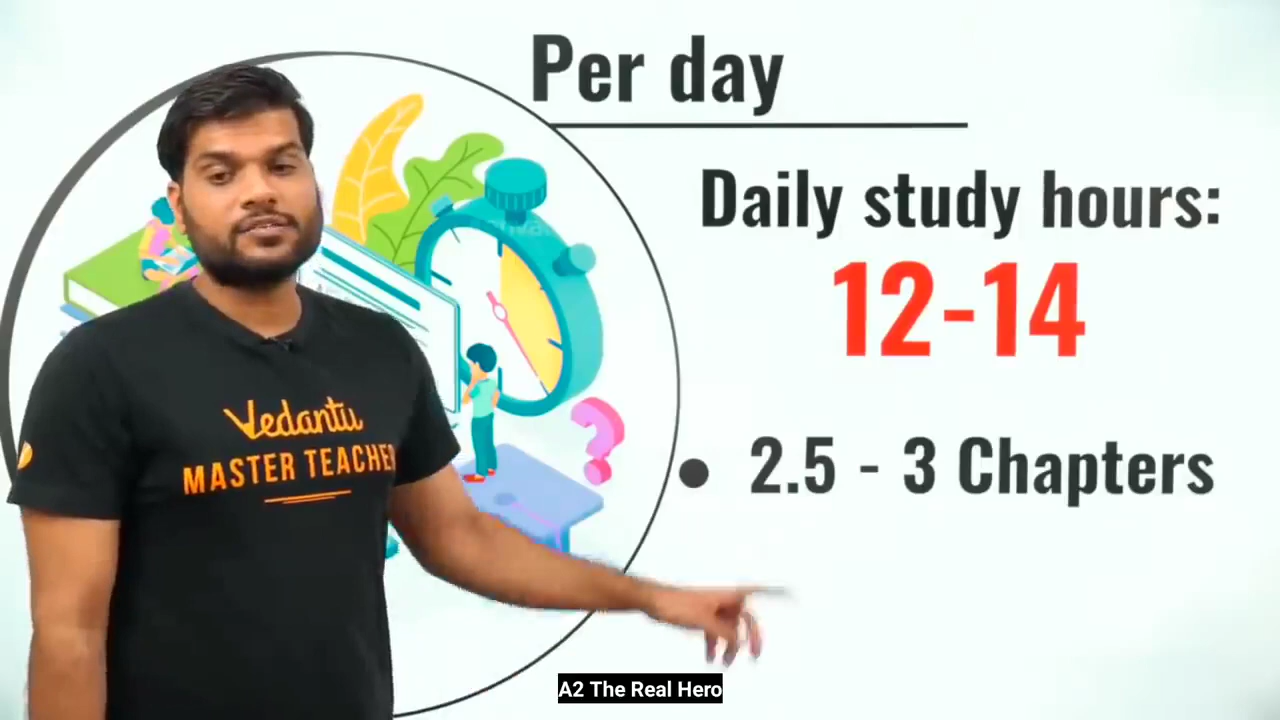 Per day
Daily study hours:
12-14
• 2.5 - 3 Chapters
Vedantu
MASTER TEACHER
A2 The Real Hero